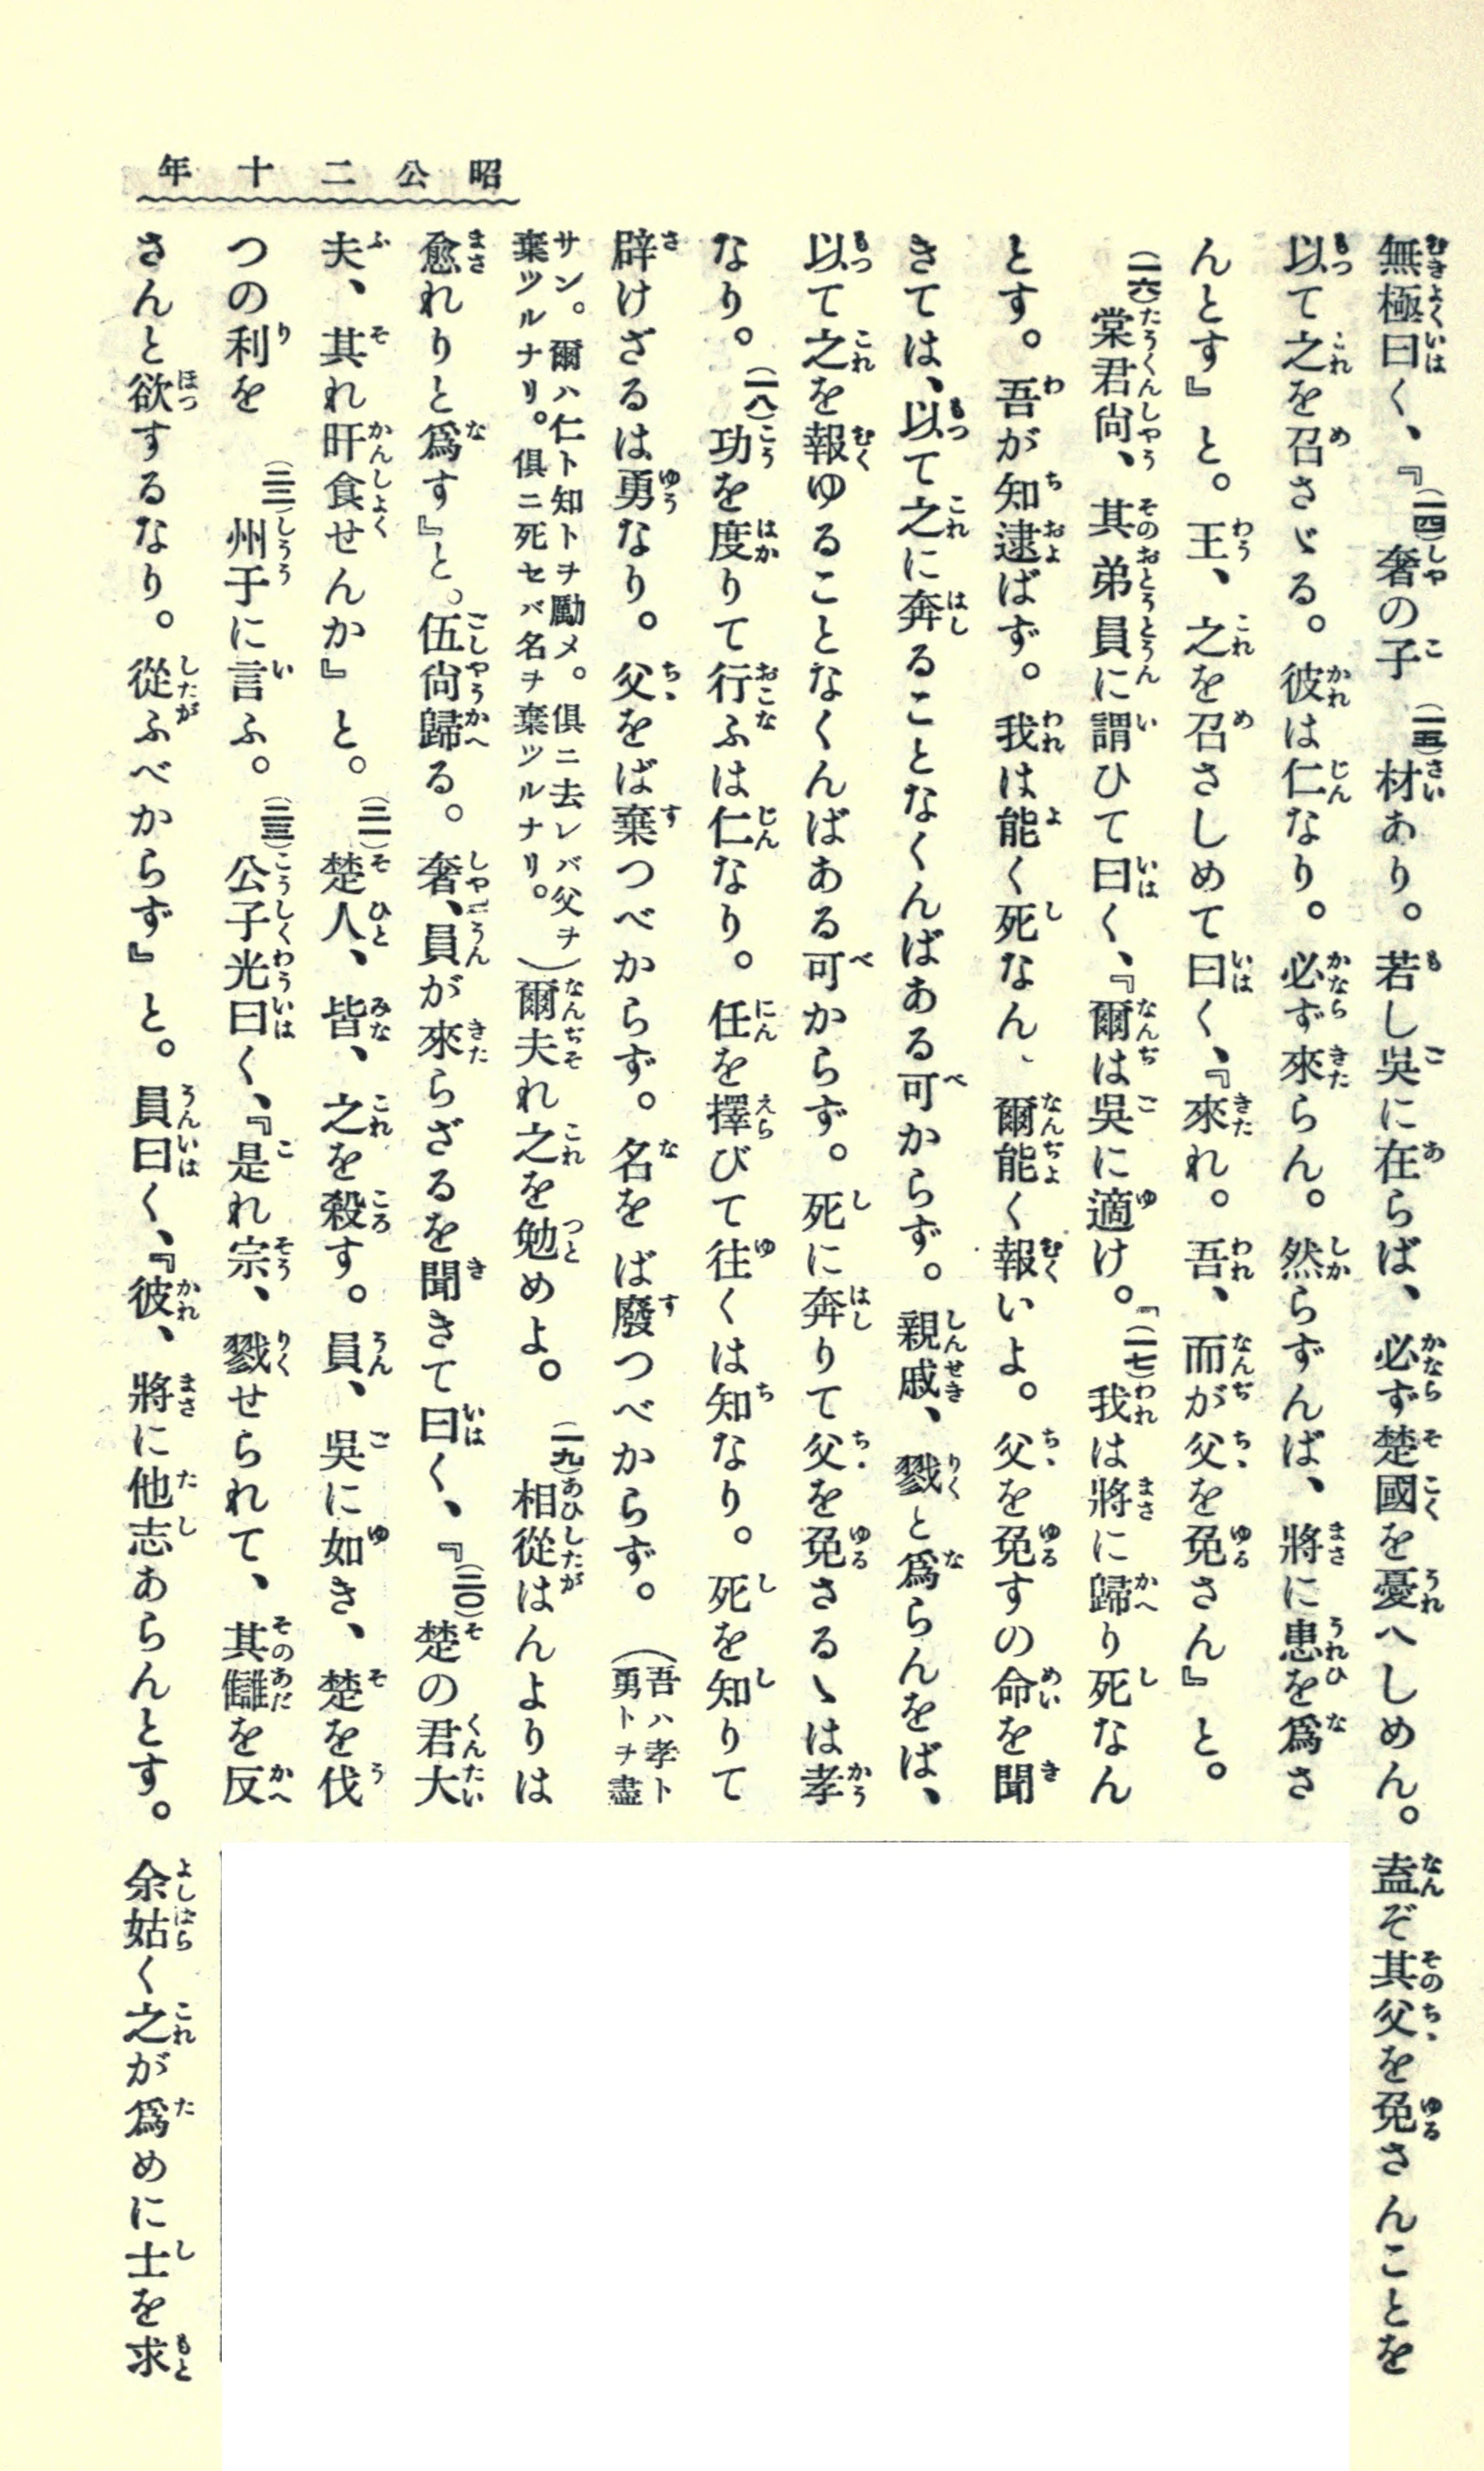 昭公二十年
無極曰く、『(一四)奢の子(一五)材あり。若し吳に在らば、必ず楚國を憂へしめん。盍ぞ其父を免さんことを
以て之を召さゞる。彼は仁なり。必ず來らん。然らずんば、將に患を爲さ
んとす』と。王、之を召さしめて曰く、『來れ。吾、而が父を免さん』と。
(一六)棠君尙、其弟員に謂ひて曰く、『爾は吳に適け。「(一七)我は將に歸り死なん
とす。吾が知逮ばず。我は能く死なん、爾能く報いよ。父を免すの命を聞
きては、以て之に奔ることなくんばある可からず。親戚、戮と爲らんをば、
以て之を報ゆることなくんばある可からず。死に奔りて父を免さるゝは孝
なり。(一八)功を度りて行ふは仁なり。任を擇びて往くは知なり。死を知りて
辟けざるは勇なり。父をば棄つべからず。名をば廢つべからず。(吾ハ孝ト勇トヲ盡
サン。爾ハ仁ト知トヲ勵メ。俱ニ去レバ父ヲ棄ツルナリ。俱ニ死セバ名ヲ棄ツルナリ。)爾夫れ之を勉めよ。(一九)相從はんよりは
愈れりと爲す』と。伍尙歸る。奢、員が來らざるを聞きて曰く、『(二〇)楚の君大
夫、其れ旰食せんか』と。(二一)楚人、皆、之を殺す。員、吳に如き、楚を伐
つの利を(二二)州于に言ふ。(二三)公子光曰く、『是れ宗、戮せられて、其讎を反
さんと欲するなり。從ふべからず』と。員曰く、『彼、將に他志あらんとす。余姑く之が爲めに士を求